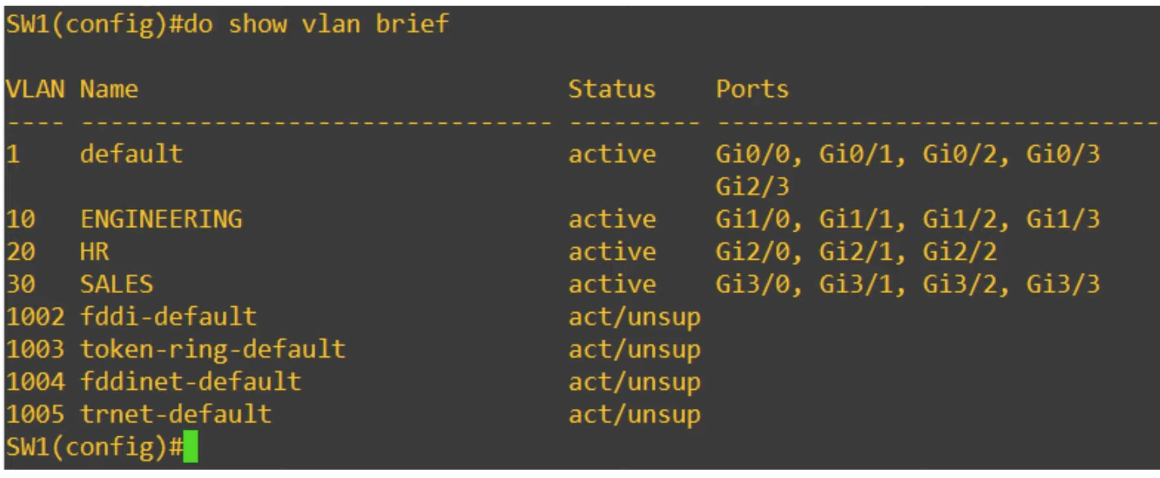 SW1(config)#do show vlan brief
VLAN Name                             Status    Ports
---- -------------------------------- --------- -------------------------------
1    default                          active    Gi0/0, Gi0/1, Gi0/2, Gi0/3
                                                Gi2/3
10   ENGINEERING                      active    Gi1/0, Gi1/1, Gi1/2, Gi1/3
20   HR                               active    Gi2/0, Gi2/1, Gi2/2
30   SALES                            active    Gi3/0, Gi3/1, Gi3/2, Gi3/3
1002 fddi-default                     act/unsup
1003 token-ring-default               act/unsup
1004 fddinet-default                  act/unsup
1005 trnet-default                    act/unsup
SW1(config)#